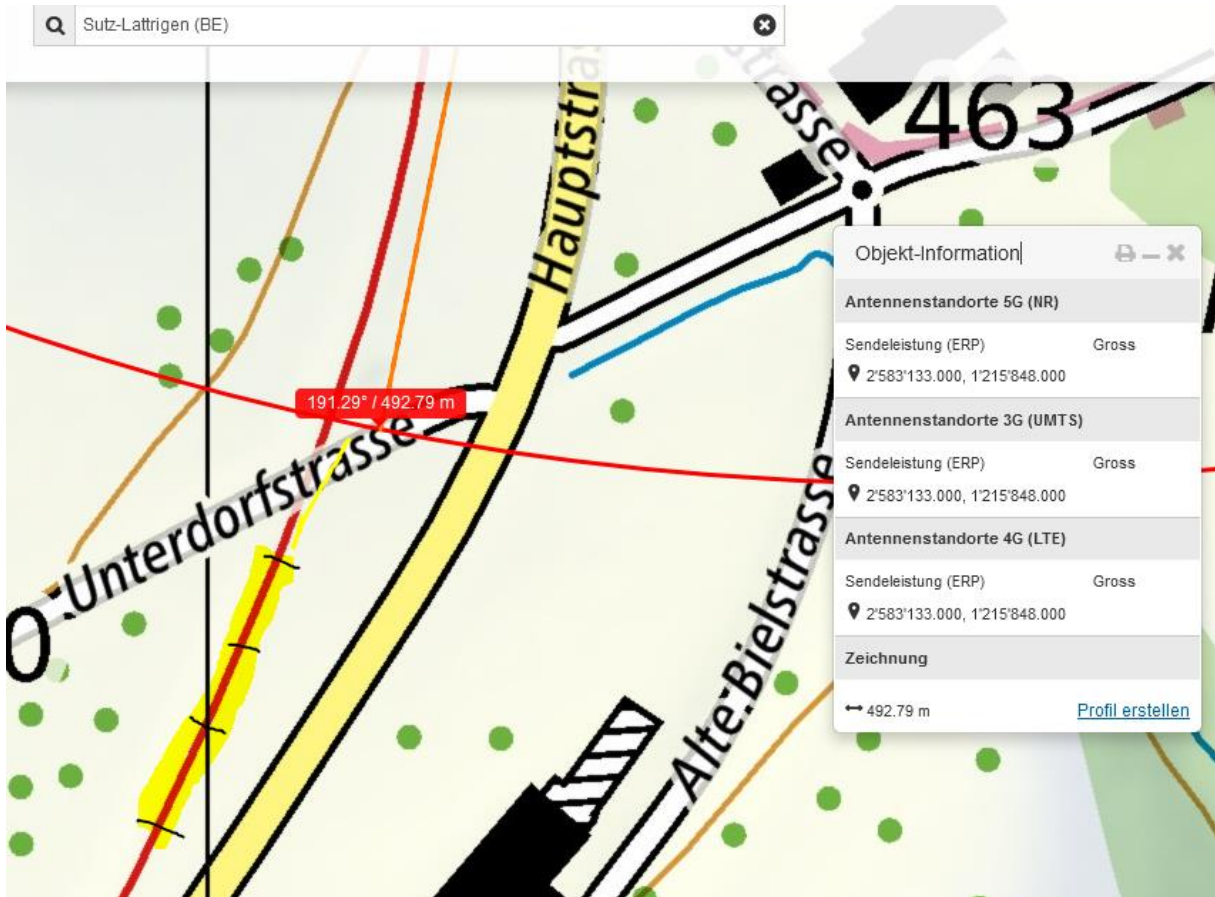 Sutz-Lattrigen (BE)
Hauptstra
strasse
463
Objekt-Information
Antennenstandorte 5G (NR)
Sendeleistung (ERP) Gross
2'583'133.000, 1'215'848.000
Antennenstandorte 3G (UMTS)
Sendeleistung (ERP) Gross
2'583'133.000, 1'215'848.000
Antennenstandorte 4G (LTE)
Sendeleistung (ERP) Gross
2'583'133.000, 1'215'848.000
Zeichnung
492.79 m Profil erstellen
191.29° / 492.79 m
Unterdorfstrasse
0
Alte Bielstrasse